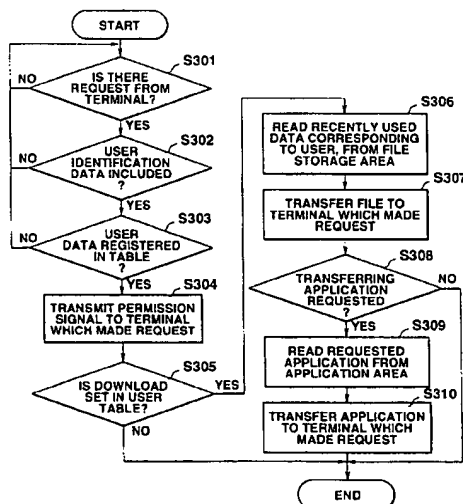 START
S301
IS THERE
REQUEST FROM
TERMINAL?
NO
YES
S302
USER
IDENTIFICATION
DATA INCLUDED
?
NO
YES
S303
USER
DATA REGISTERED
IN TABLE
?
NO
YES
S304
TRANSMIT PERMISSION
SIGNAL TO TERMINAL
WHICH MADE REQUEST
S305
IS DOWNLOAD
SET IN USER
TABLE?
YES
NO
S306
READ RECENTLY USED
DATA CORRESPONDING
TO USER, FROM FILE
STORAGE AREA
S307
TRANSFER FILE TO
TERMINAL WHICH MADE
REQUEST
S308
TRANSFERRING
APPLICATION
REQUESTED
?
NO
YES
S309
READ REQUESTED
APPLICATION FROM
APPLICATION AREA
S310
TRANSFER APPLICATION
TO TERMINAL WHICH
MADE REQUEST
END